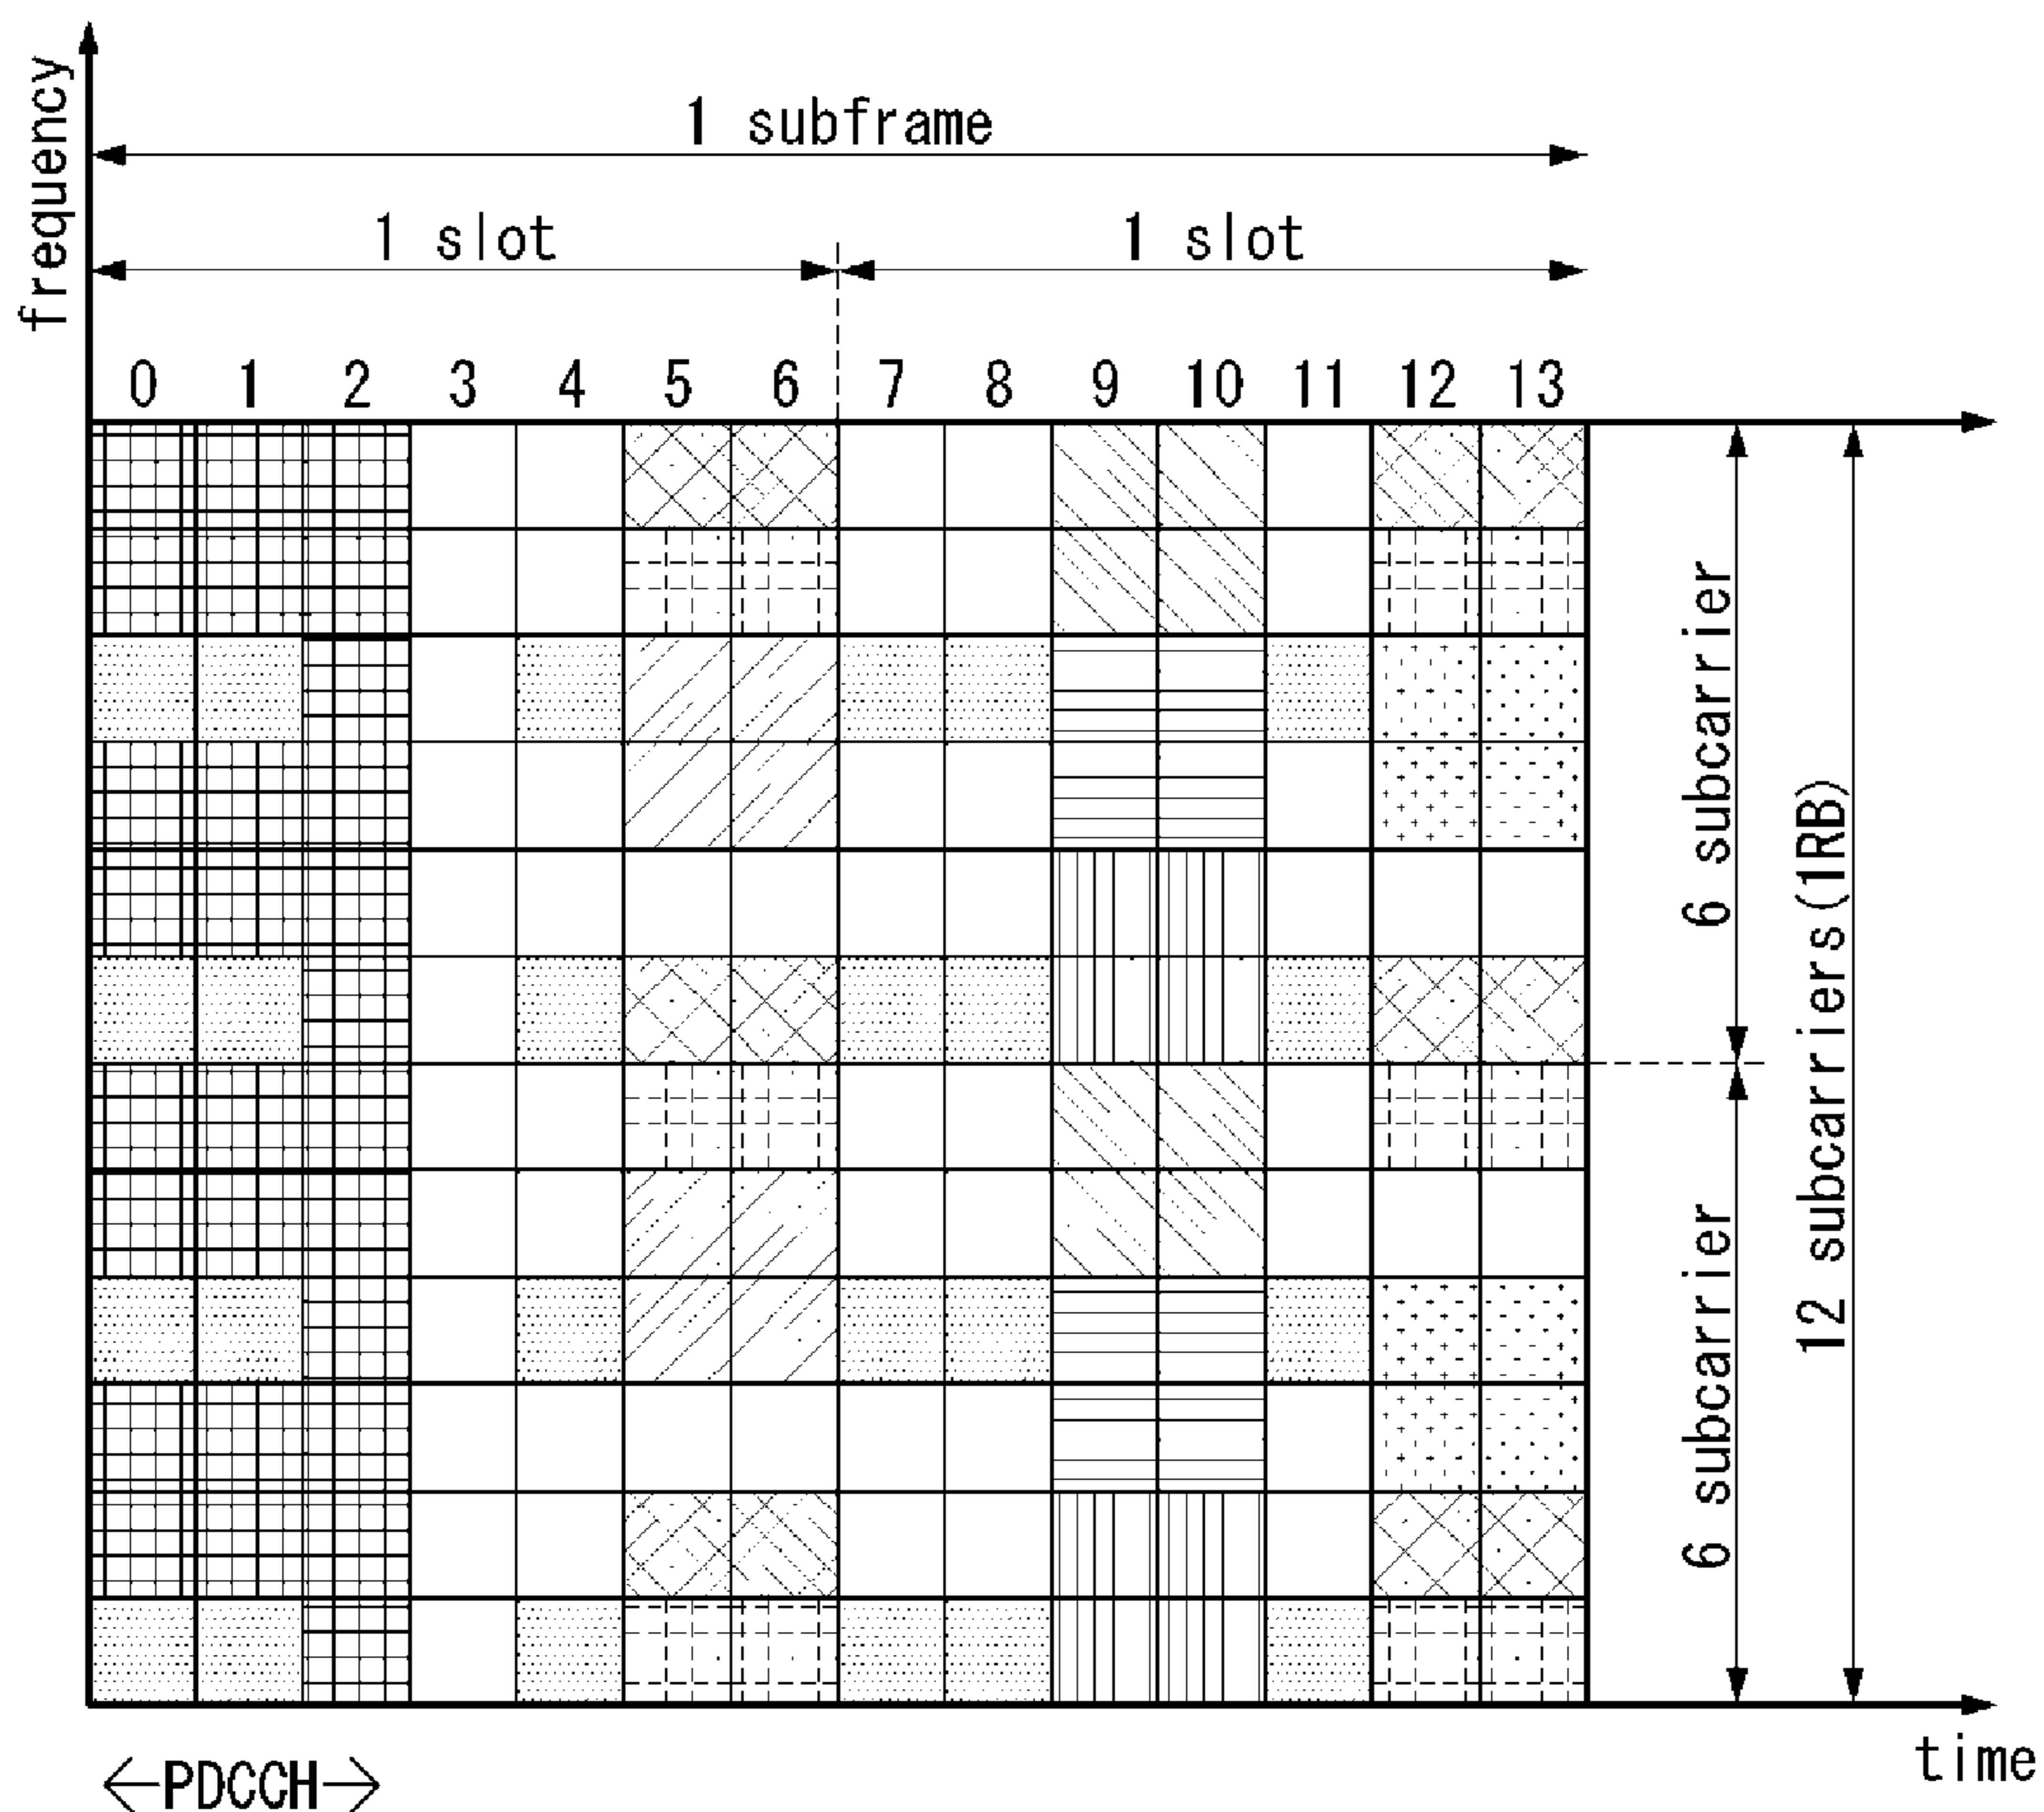 frequency
1 subframe
1 slot
1 slot
0 1 2 3 4 5 6 7 8 9 10 11 12 13
6 subcarrier
6 subcarrier
12 subcarriers(1RB)
time
PDCCH